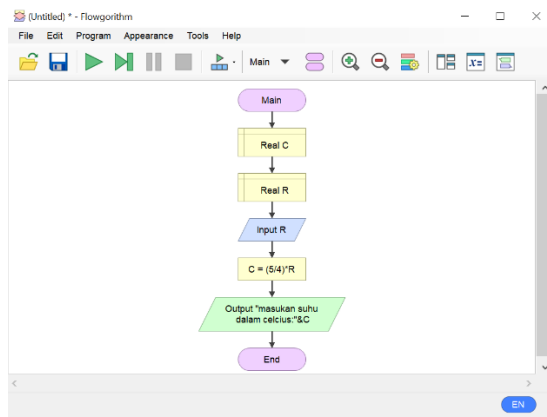 (Untitled) * - Flowgorithm
File Edit Program Appearance Tools Help
Main
x=
Main
Real C
Real R
Input R
C = (5/4)*R
Output "masukan suhu
dalam celcius:"&C
End
EN